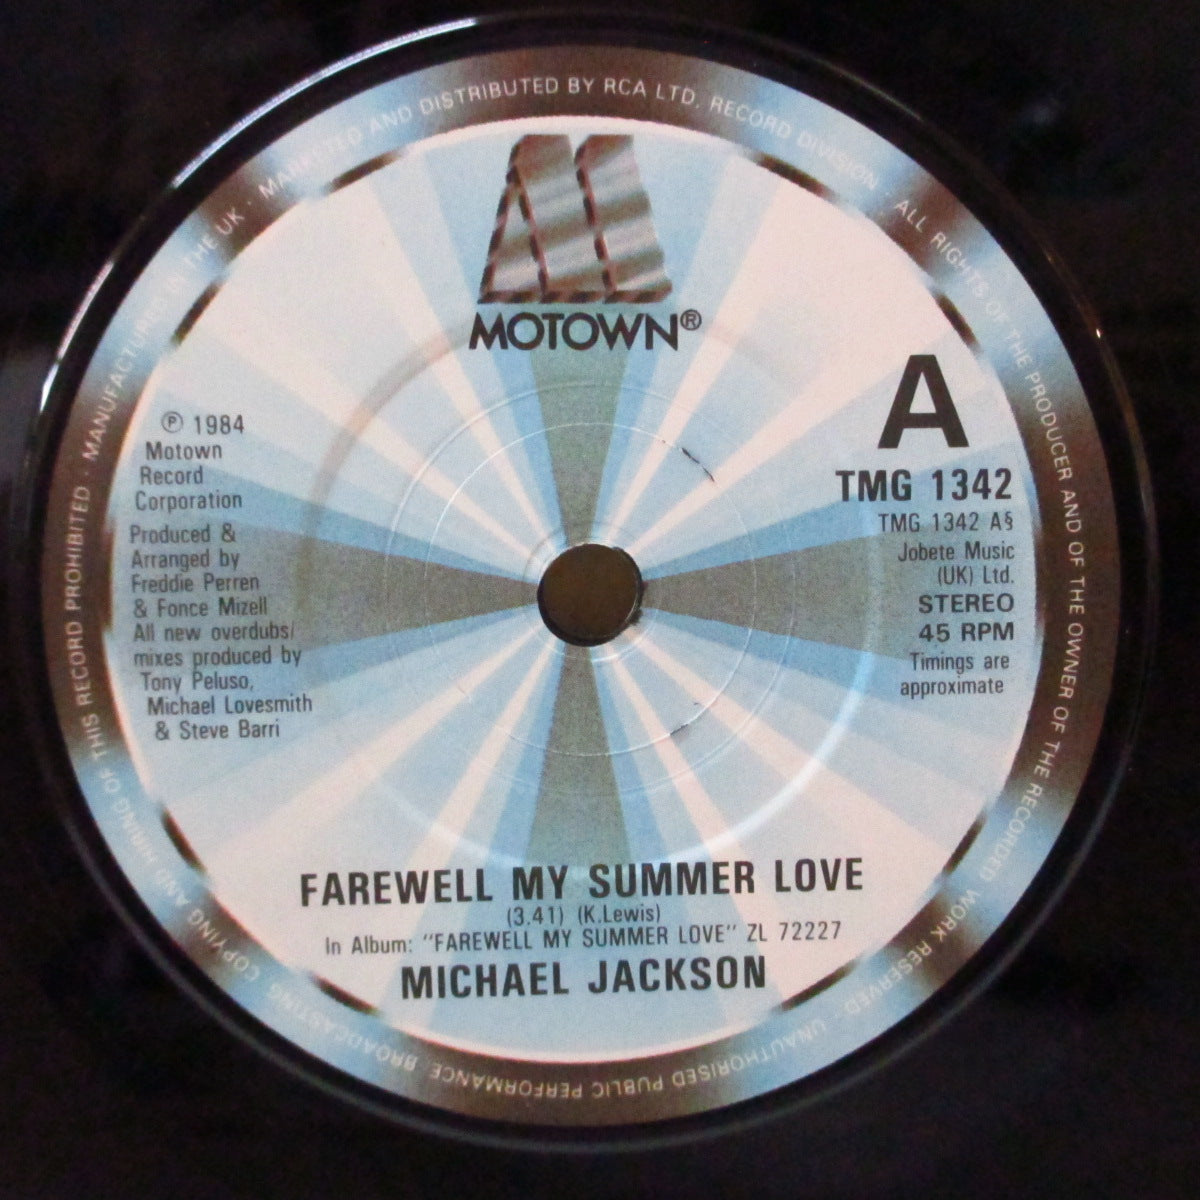 MANUFACTURED IN THE UK · MARKETED AND DISTRIBUTED BY RCA LTD. RECORD DIVISION · ALL RIGHTS OF THE PRODUCER AND OF THE OWNER OF THE RECORDED WORK RESERVED · UNAUTHORISED PUBLIC PERFORMANCE, BROADCASTING, COPYING AND HIRING OF THIS RECORD PROHIBITED ·
MOTOWN®
A
TMG 1342
TMG 1342 A§
Jobete Music
(UK) Ltd.
STEREO
45 RPM
Timings are
approximate
℗ 1984
Motown
Record
Corporation
Produced &
Arranged by
Freddie Perren
& Fonce Mizell
All new overdubs/
mixes produced by
Tony Peluso,
Michael Lovesmith
& Steve Barri
FAREWELL MY SUMMER LOVE
(3.41) (K.Lewis)
In Album: "FAREWELL MY SUMMER LOVE" ZL 72227
MICHAEL JACKSON